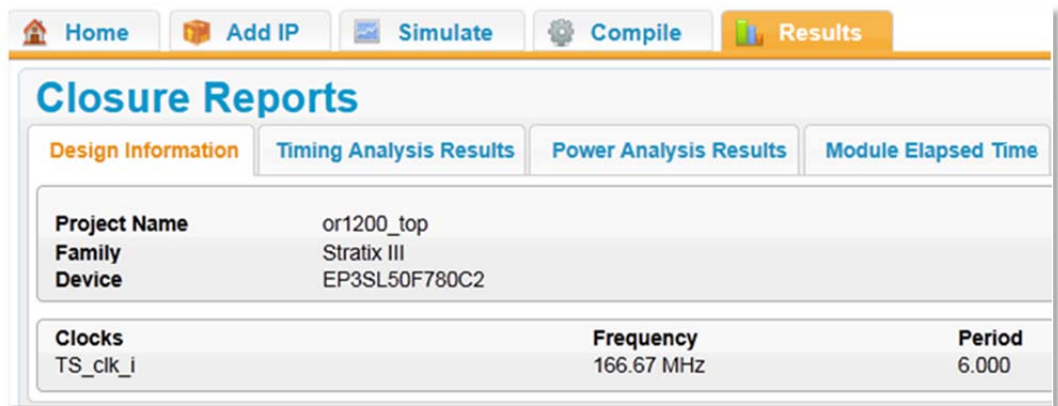 Home Add IP Simulate Compile Results
Closure Reports
Design Information Timing Analysis Results Power Analysis Results Module Elapsed Time
Project Name or1200_top
Family Stratix III
Device EP3SL50F780C2
Clocks Frequency Period
TS_clk_i 166.67 MHz 6.000